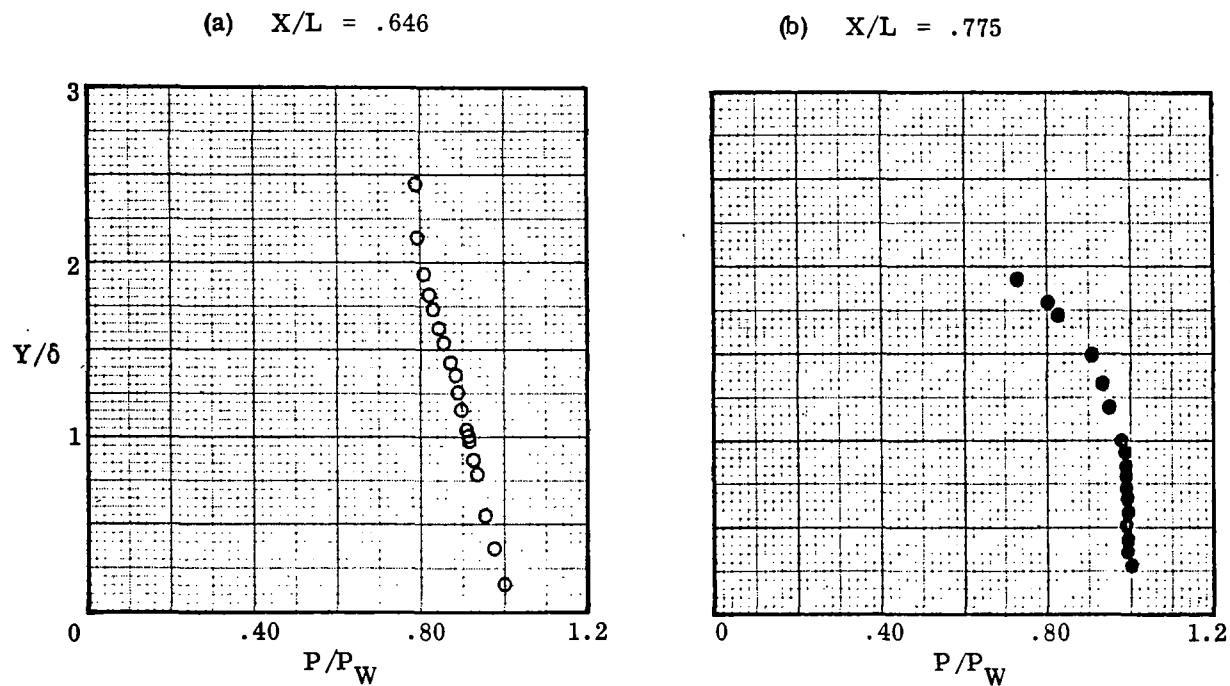 (a) X/L = .646
(b) X/L = .775
3
2
Y/δ
1
0 .40 .80 1.2
P/P_W
0 .40 .80 1.2
P/P_W